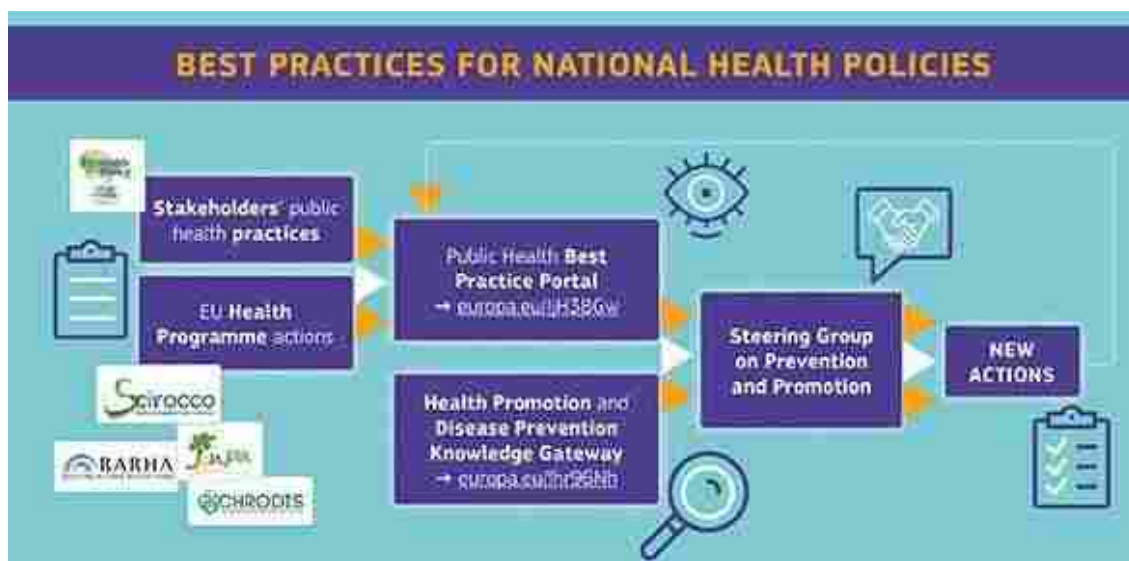 BEST PRACTICES FOR NATIONAL HEALTH POLICIES
Stakeholders' public
health practices
EU Health
Programme actions
Public Health Best
Practice Portal
→
Health Promotion and
Disease Prevention
Knowledge Gateway
→
Steering Group
on Prevention
and Promotion
NEW
ACTIONS
Scirocco
RARHA
CHRODIS